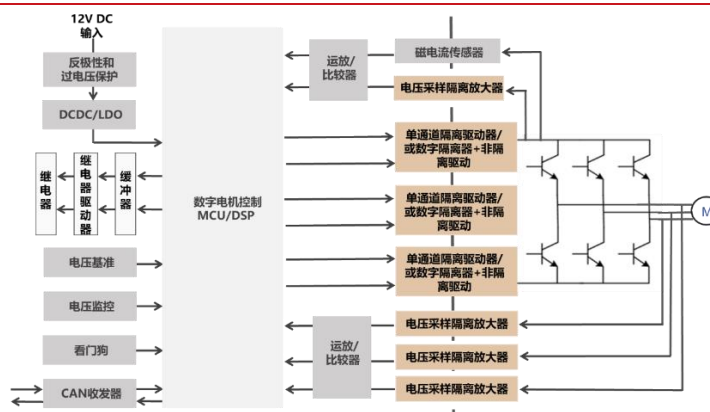 12V DC
输入
反极性和
过电压保护
DCDC/LDO
继电器
继电器驱动器
缓冲器
电压基准
电压监控
看门狗
CAN收发器
数字电机控制
MCU/DSP
运放/
比较器
磁电流传感器
电压采样隔离放大器
单通道隔离驱动器/
或数字隔离器+非隔
离驱动
单通道隔离驱动器/
或数字隔离器+非隔
离驱动
单通道隔离驱动器/
或数字隔离器+非隔
离驱动
运放/
比较器
电压采样隔离放大器
电压采样隔离放大器
电压采样隔离放大器
M